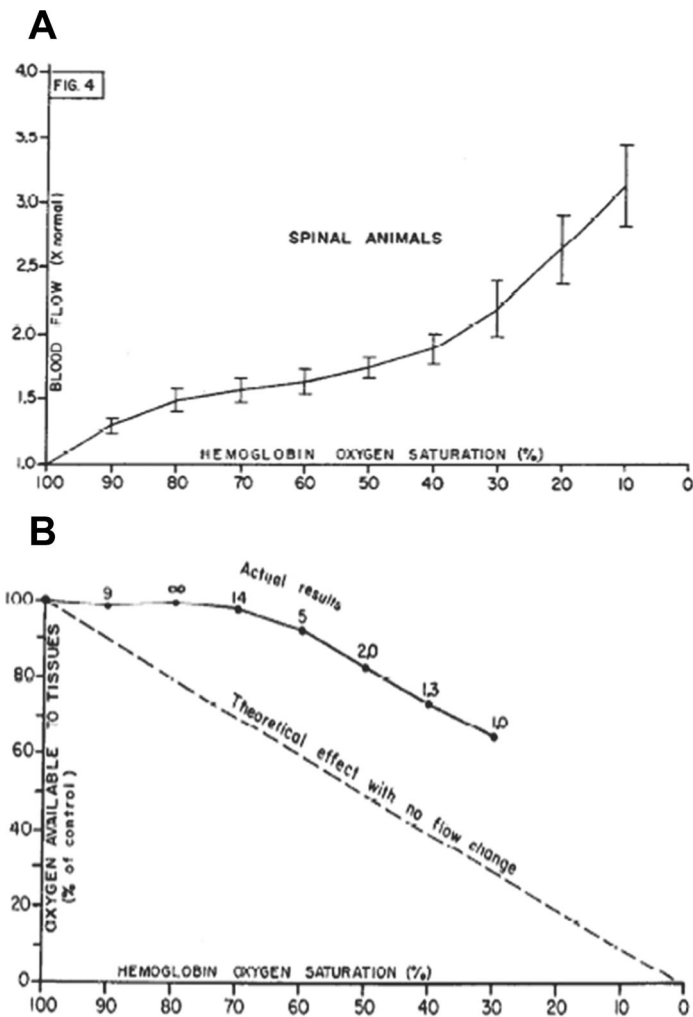 A
FIG. 4
4.0
3.5
3.0
2.5
2.0
1.5
1.0
BLOOD FLOW (X normal)
SPINAL ANIMALS
HEMOGLOBIN OXYGEN SATURATION (%)
100 90 80 70 60 50 40 30 20 10 0
B
Actual results
9 ∞ 14 5 2.0 1.3 1.0
Theoretical effect with no flow change
100
80
60
40
20
0
OXYGEN AVAILABLE TO TISSUES
(% of control)
HEMOGLOBIN OXYGEN SATURATION (%)
100 90 80 70 60 50 40 30 20 10 0